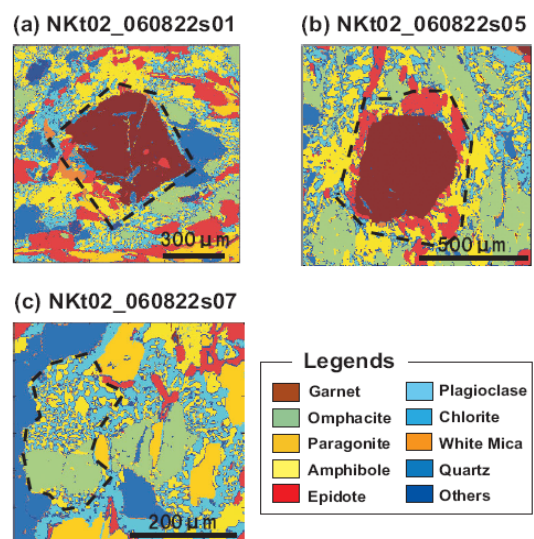 (a) NKt02_060822s01
(b) NKt02_060822s05
300 µm
500 µm
(c) NKt02_060822s07
200 µm
Legends
Garnet
Omphacite
Paragonite
Amphibole
Epidote
Plagioclase
Chlorite
White Mica
Quartz
Others